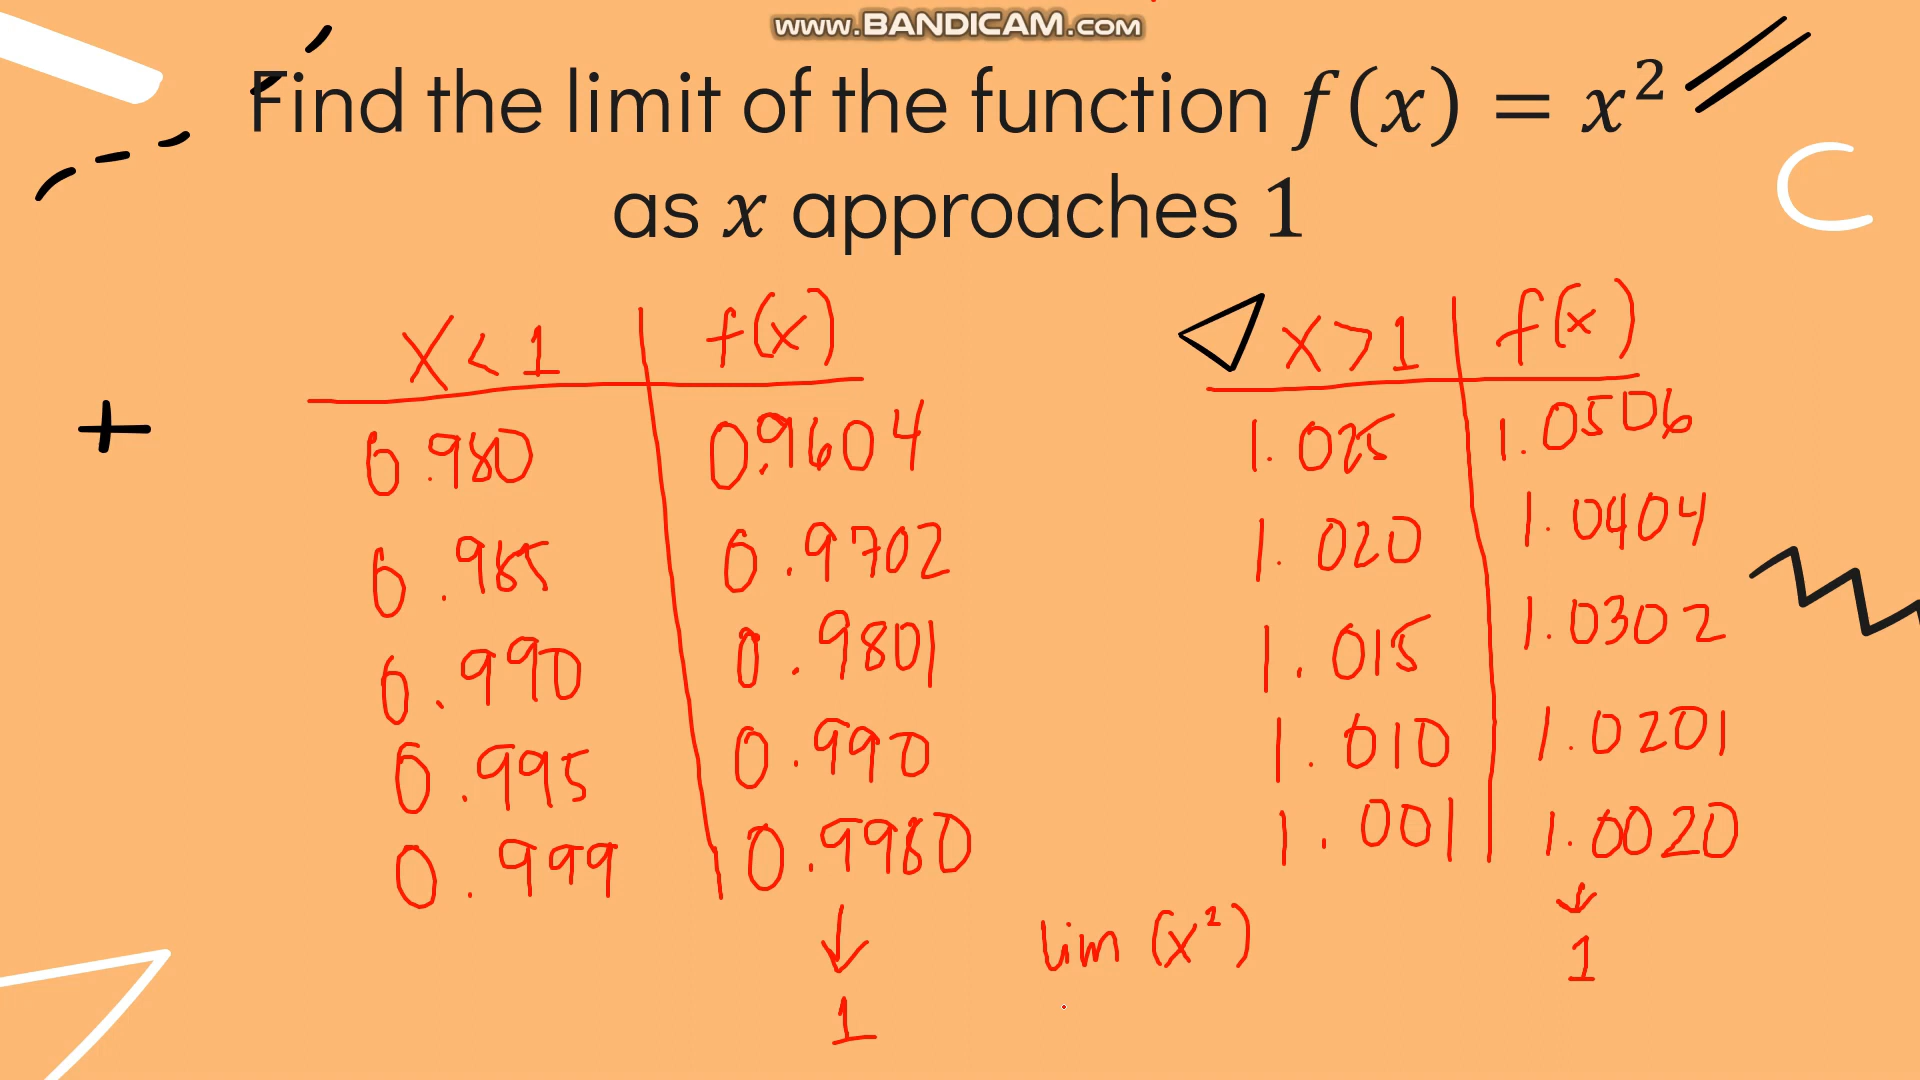 www.BANDICAM.com
Find the limit of the function f(x) = x²
as x approaches 1
x < 1 f(x)
0.980 0.9604
0.985 0.9702
0.990 0.9801
0.995 0.990
0.999 0.9980
↓
1
x > 1 f(x)
1.025 1.0506
1.020 1.0404
1.015 1.0302
1.010 1.0201
1.001 1.0020
↓
1
lim (x²)